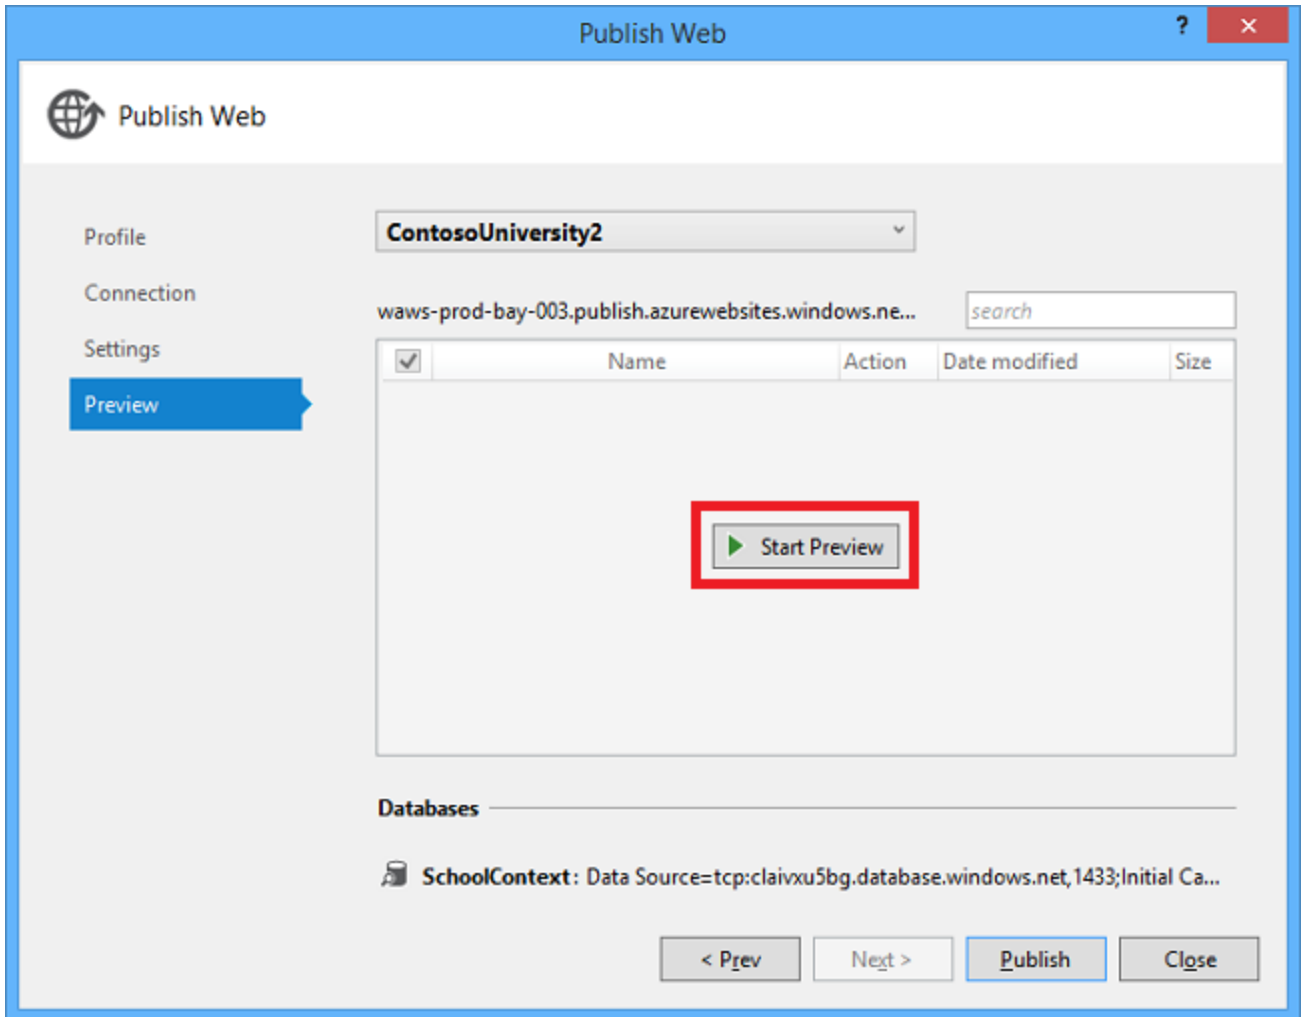 Publish Web
?
Publish Web
Profile
Connection
Settings
Preview
ContosoUniversity2
waws-prod-bay-003.publish.azurewebsites.windows.ne...
search
Name Action Date modified Size
Start Preview
Databases
SchoolContext: Data Source=tcp:claivxu5bg.database.windows.net,1433;Initial Ca...
< Prev Next > Publish Close